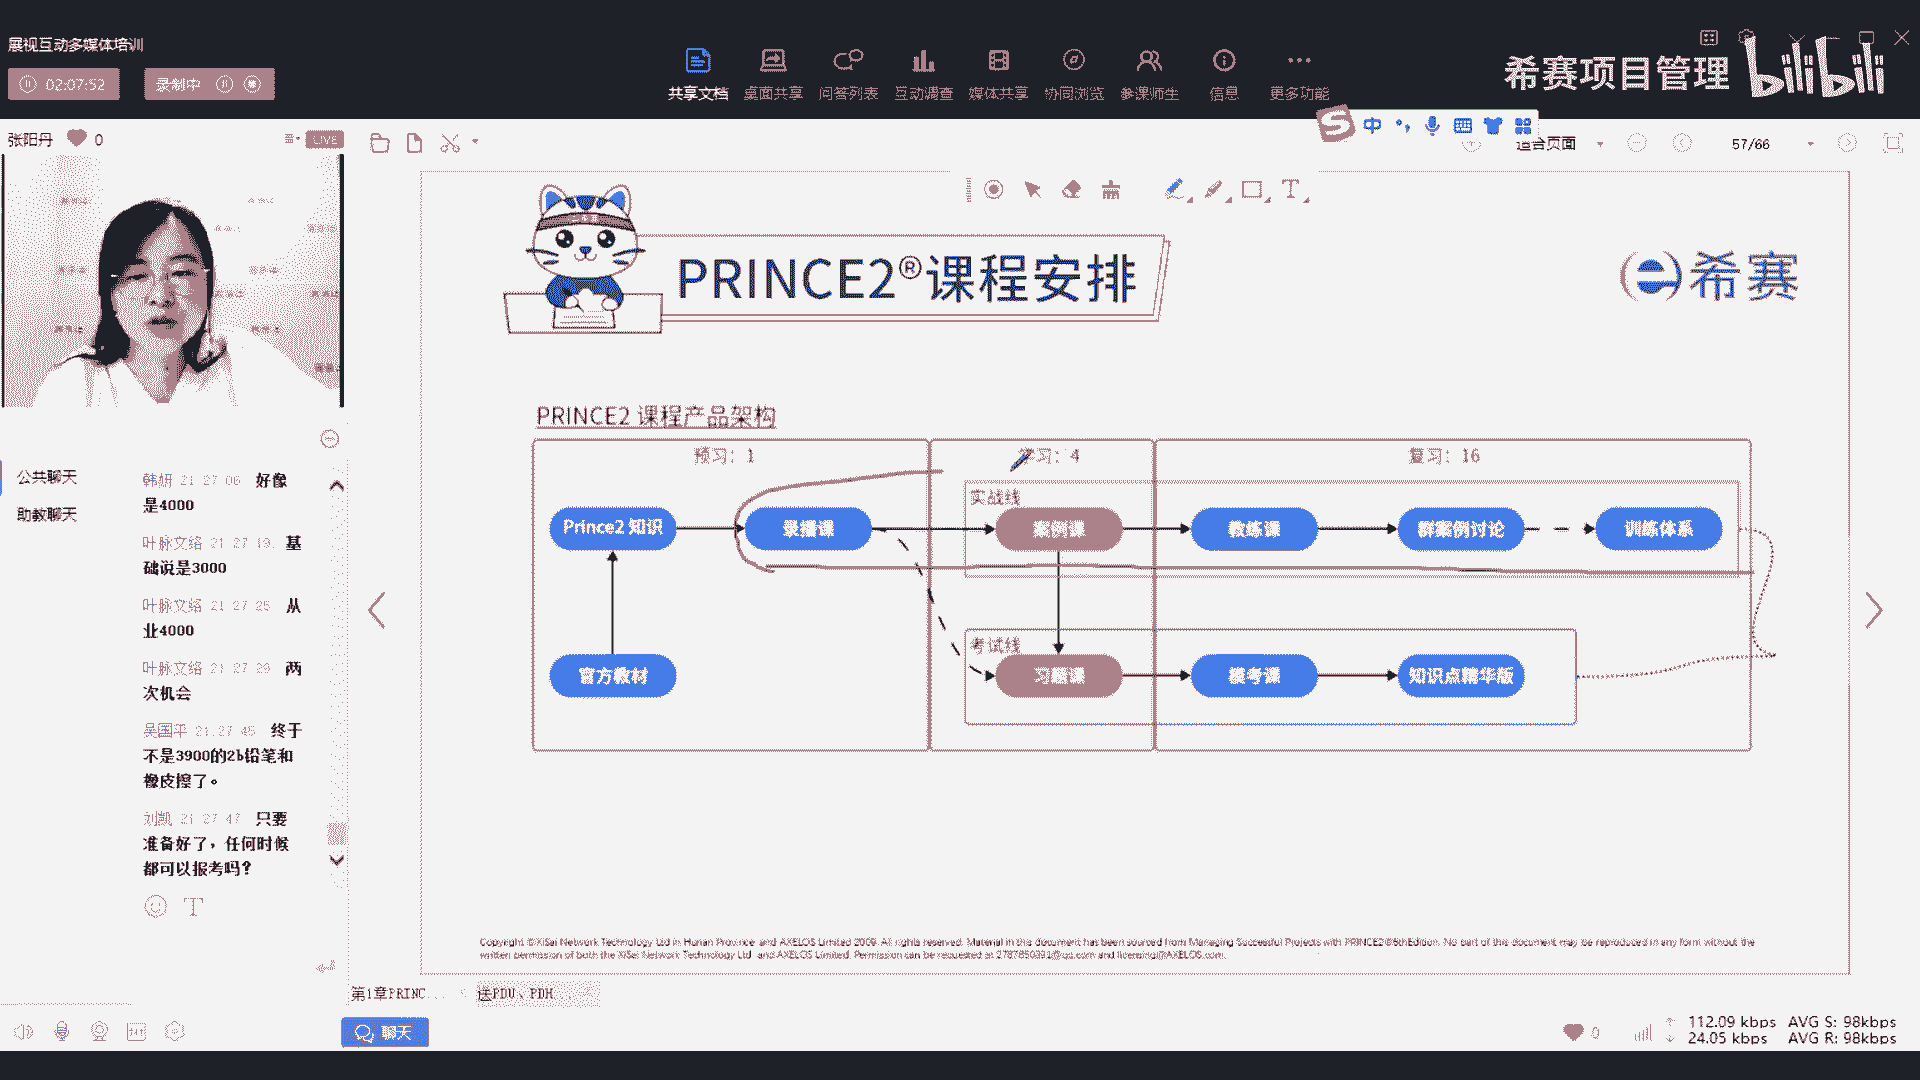 展视互动多媒体培训
02:07:52
录制中
共享文档
桌面共享
问答列表
互动调查
媒体共享
协同浏览
参课师生
信息
更多功能
希赛项目管理
bilibili
张阳丹
0
LIVE
中
适合页面
57/66
PRINCE2®课程安排
希赛
PRINCE2 课程产品架构
预习：1
学习：4
复习：16
实战线
Prince2 知识
录播课
案例课
教练课
群案例讨论
训练体系
考试线
官方教材
习题课
模考课
知识点精华版
公共聊天
助教聊天
韩妍 21:27:06 好像
是4000
叶脉文络 21:27:19 基
础说是3000
叶脉文络 21:27:25 从
业4000
叶脉文络 21:27:29 两
次机会
吴国平 21:27:45 终于
不是3900的2b铅笔和
橡皮擦了。
刘凯 21:27:47 只要
准备好了，任何时候
都可以报考吗？
Copyright ©XiSai Network Technology Ltd in Hunan Province and AXELOS Limited 2009. All rights reserved. Material in this document has been sourced from Managing Successful Projects with PRINCE2®6thEdition. No part of this document may be reproduced in any form without the
written permission of both the XiSai Network Technology Ltd and AXELOS Limited. Permission can be requested at
and licensing@AXELOS.com.
第1章PRINC...
送PDU、PDH...
聊天
0
112.09 kbps AVG S: 98kbps
24.05 kbps AVG R: 98kbps